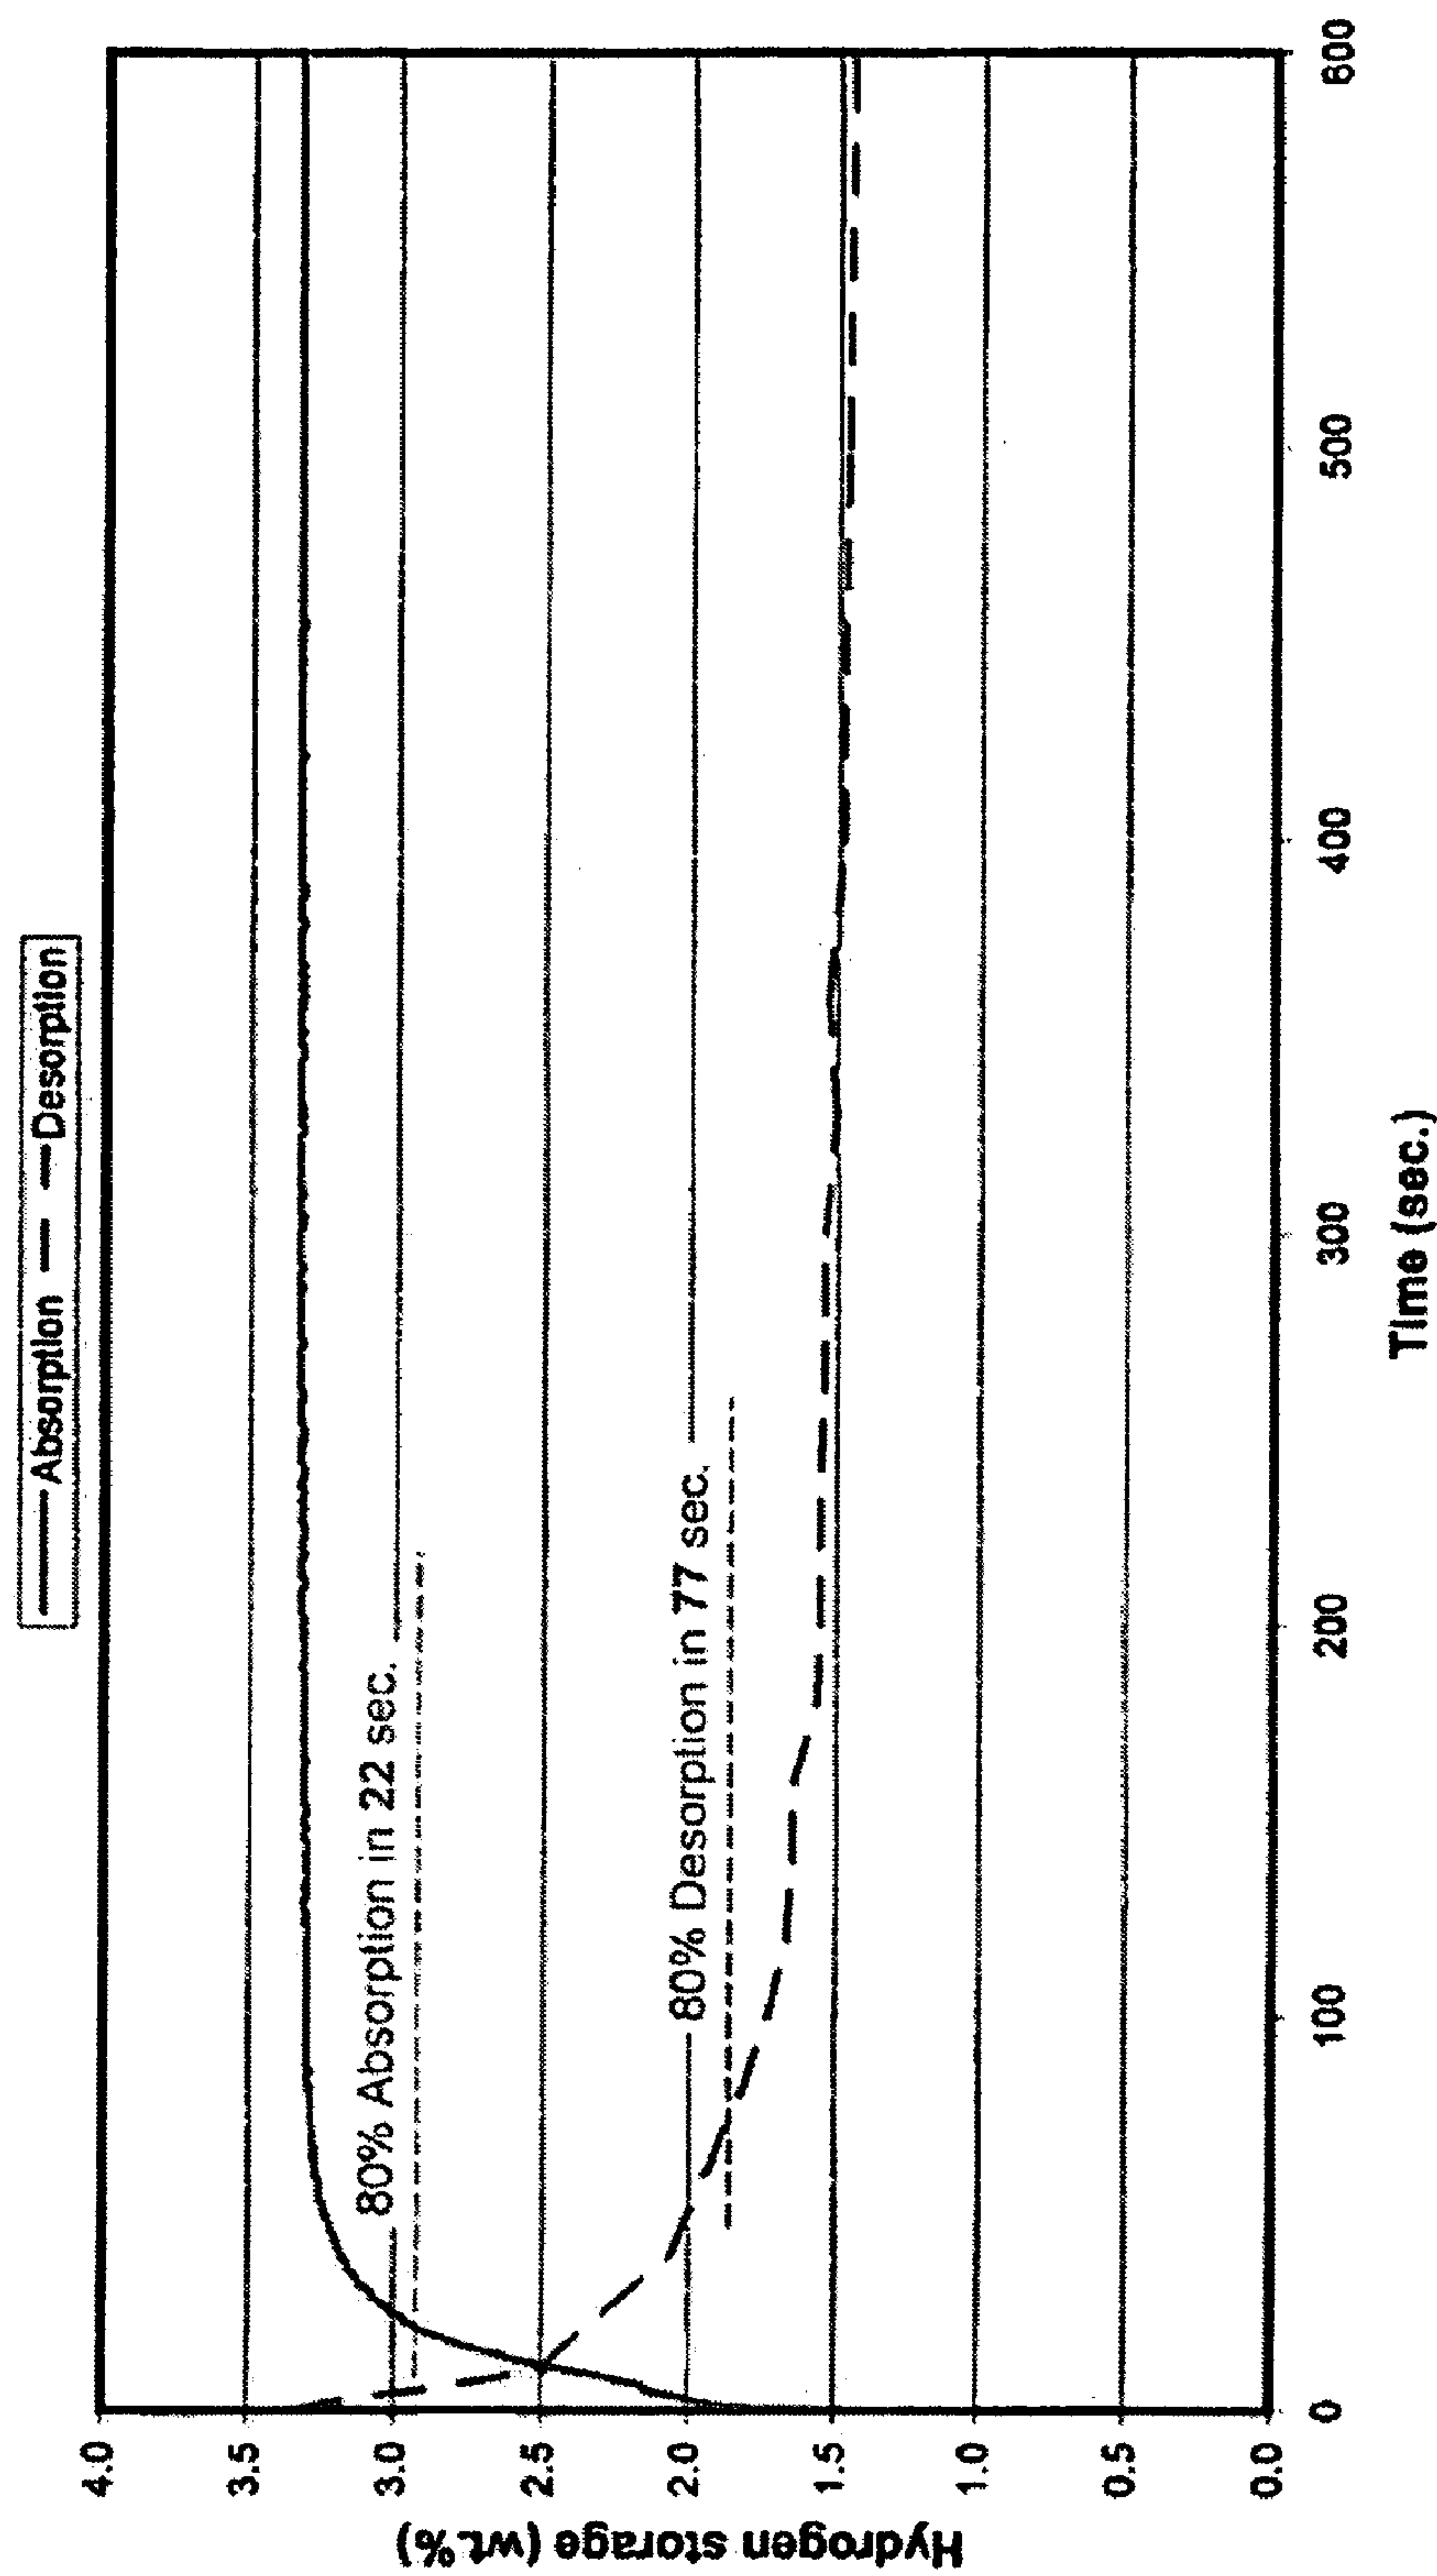 Absorption Desorption
Hydrogen storage (wt.%)
4.0
3.5
3.0
2.5
2.0
1.5
1.0
0.5
0.0
80% Absorption in 22 sec.
80% Desorption in 77 sec.
0 100 200 300 400 500 600
Time (sec.)